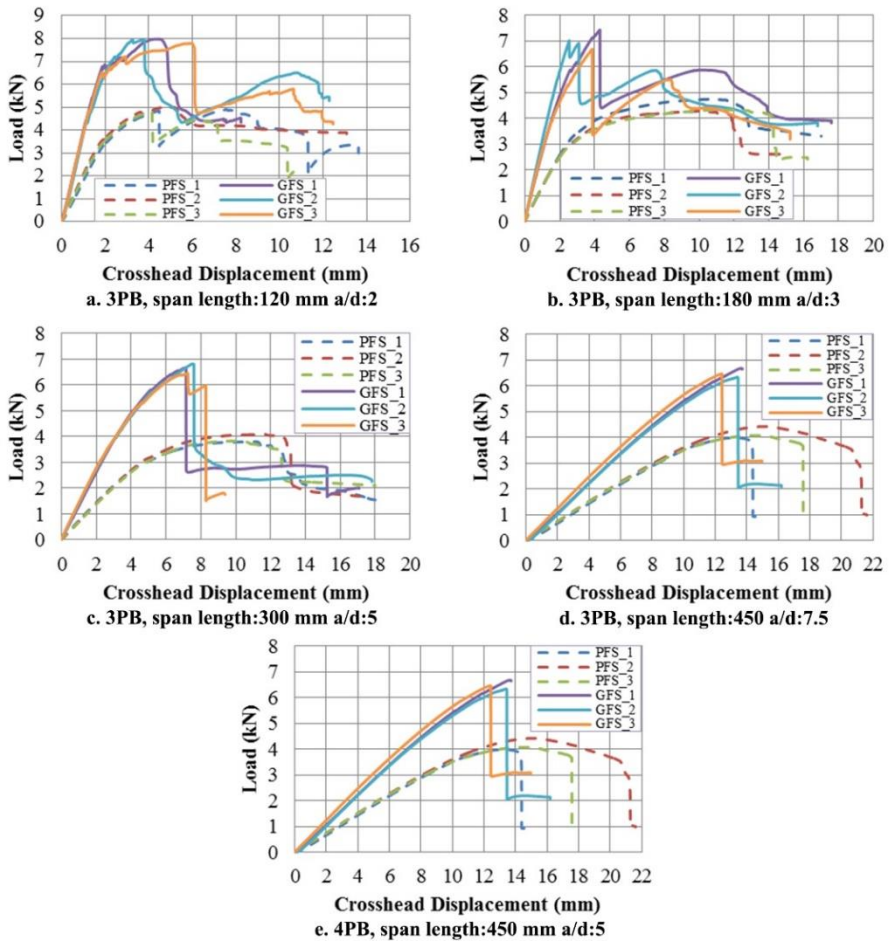 9
8
7
6
5
4
3
2
1
0
Load (kN)
PFS_1 GFS_1
PFS_2 GFS_2
PFS_3 GFS_3
0 2 4 6 8 10 12 14 16
Crosshead Displacement (mm)
a. 3PB, span length:120 mm a/d:2
8
7
6
5
4
3
2
1
0
Load (kN)
PFS_1 GFS_1
PFS_2 GFS_2
PFS_3 GFS_3
0 2 4 6 8 10 12 14 16 18 20
Crosshead Displacement (mm)
b. 3PB, span length:180 mm a/d:3
8
7
6
5
4
3
2
1
0
Load (kN)
PFS_1
PFS_2
PFS_3
GFS_1
GFS_2
GFS_3
0 2 4 6 8 10 12 14 16 18 20
Crosshead Displacement (mm)
c. 3PB, span length:300 mm a/d:5
8
7
6
5
4
3
2
1
0
Load (kN)
PFS_1
PFS_2
PFS_3
GFS_1
GFS_2
GFS_3
0 2 4 6 8 10 12 14 16 18 20 22
Crosshead Displacement (mm)
d. 3PB, span length:450 a/d:7.5
8
7
6
5
4
3
2
1
0
Load (kN)
PFS_1
PFS_2
PFS_3
GFS_1
GFS_2
GFS_3
0 2 4 6 8 10 12 14 16 18 20 22
Crosshead Displacement (mm)
e. 4PB, span length:450 mm a/d:5